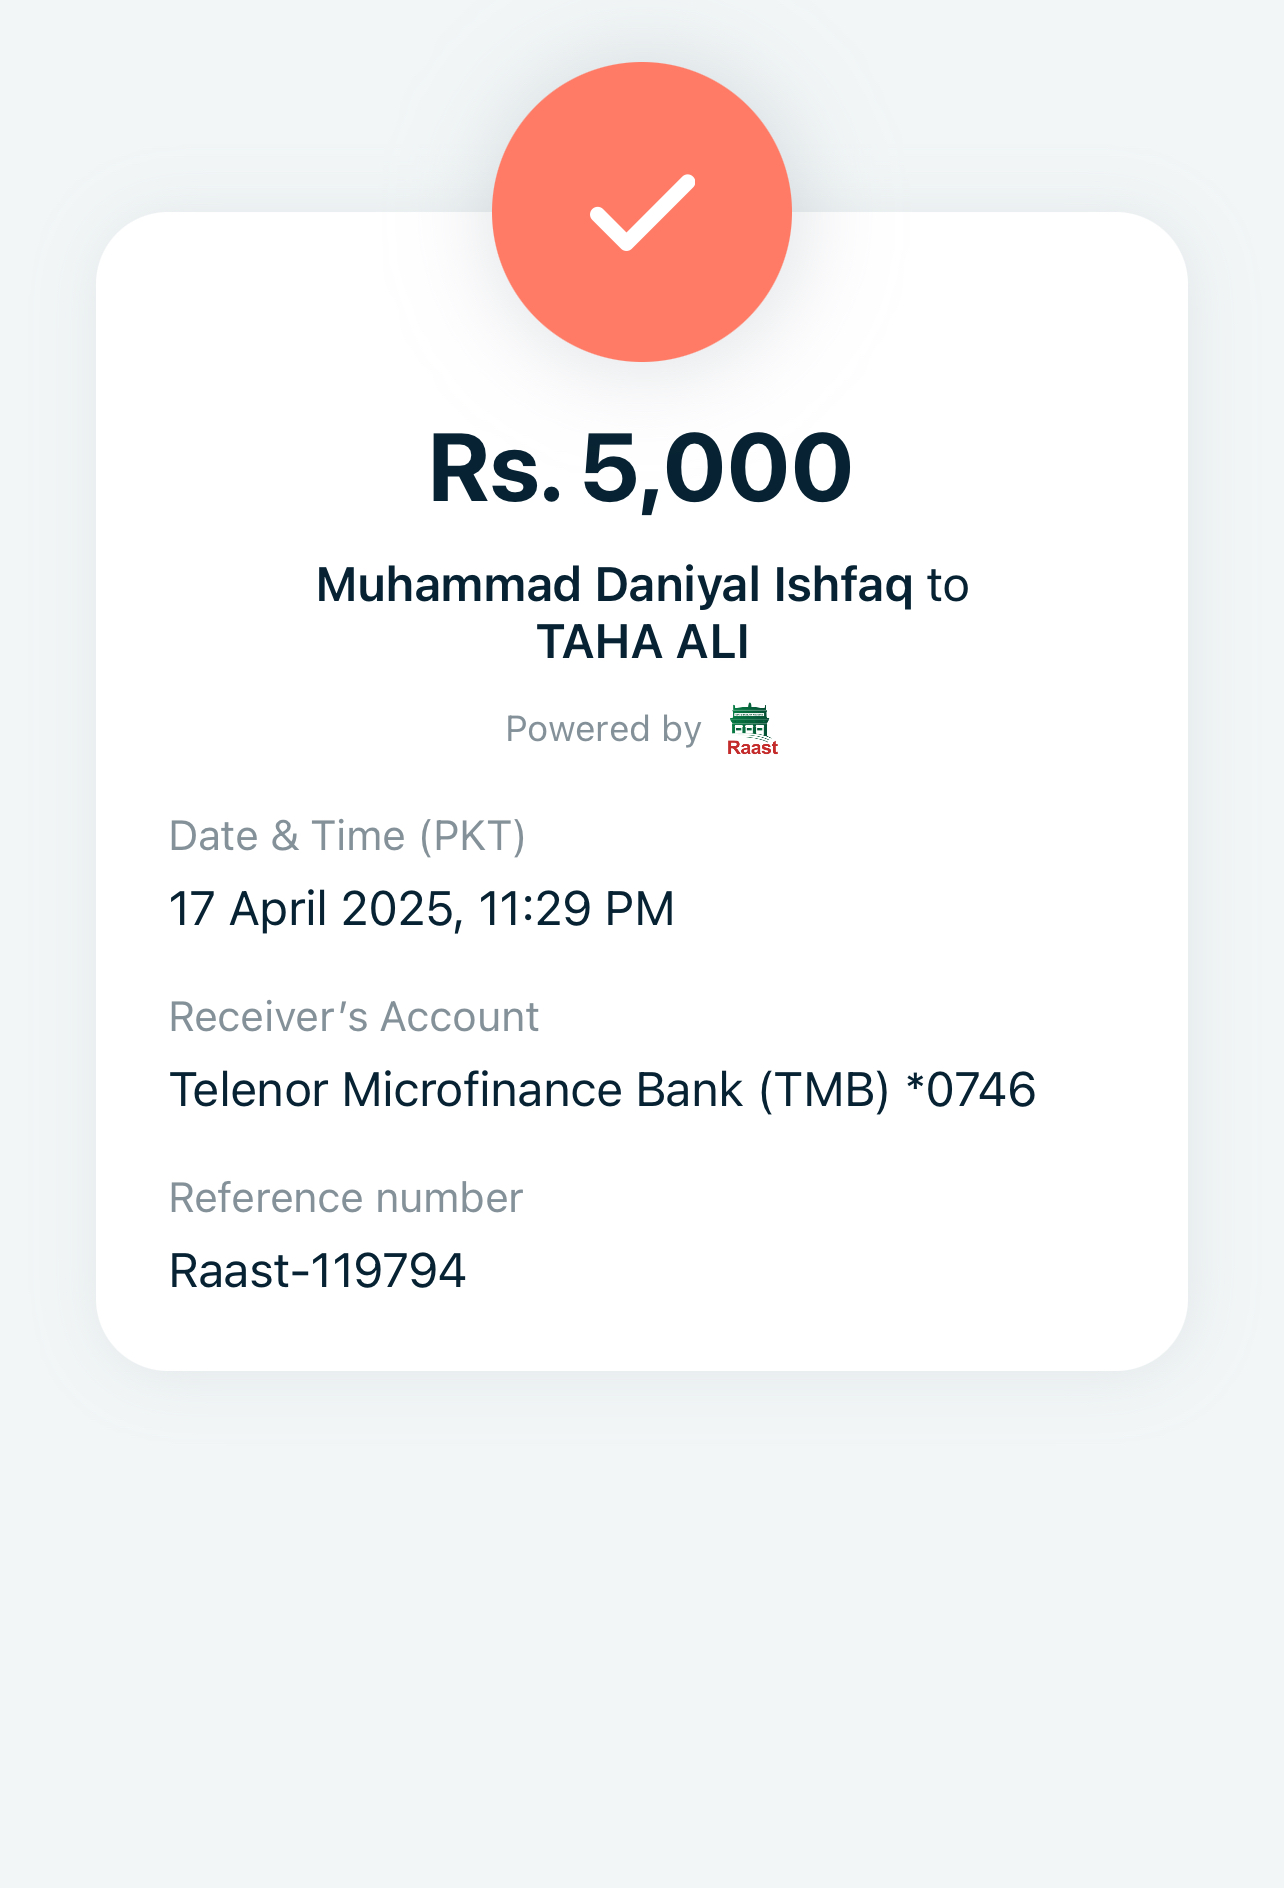 Rs. 5,000
Muhammad Daniyal Ishfaq to
TAHA ALI
Powered by Raast
Date & Time (PKT)
17 April 2025, 11:29 PM
Receiver’s Account
Telenor Microfinance Bank (TMB) *0746
Reference number
Raast-119794